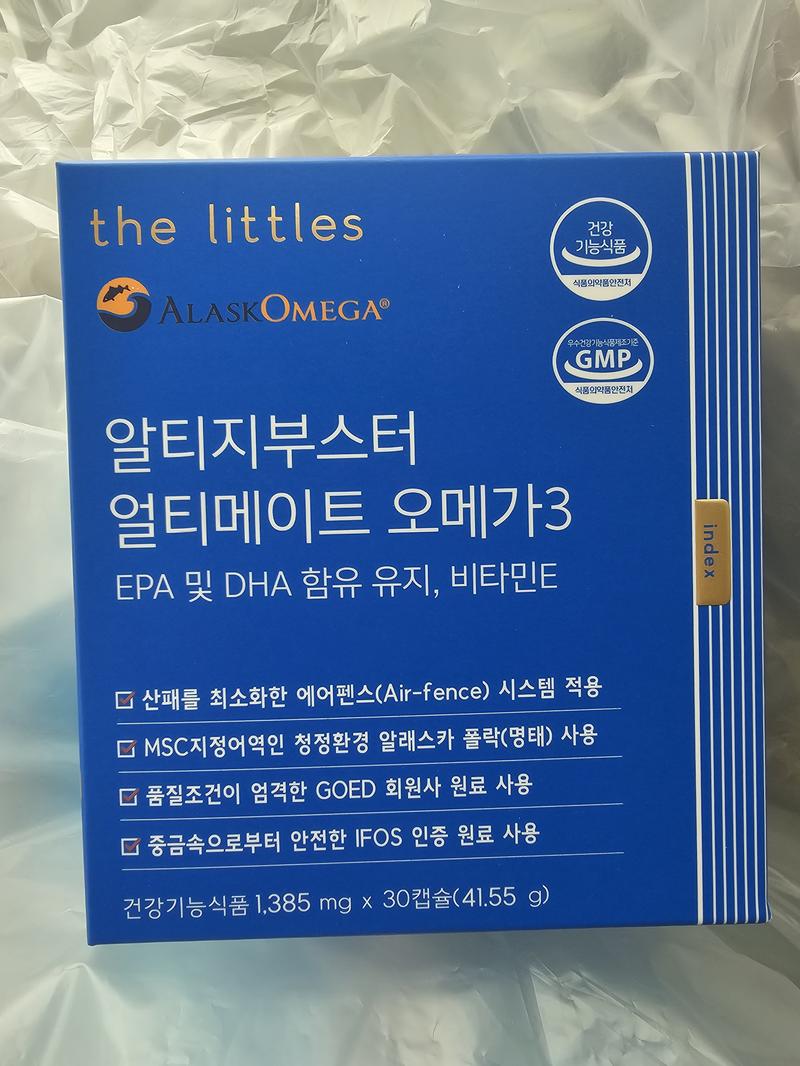 the littles
ALASKOMEGA®
건강
기능식품
식품의약품안전처
우수건강기능식품제조기준
GMP
식품의약품안전처
알티지부스터
얼티메이트 오메가3
EPA 및 DHA 함유 유지, 비타민E
index
산패를 최소화한 에어펜스(Air-fence) 시스템 적용
MSC지정어역인 청정환경 알래스카 폴락(명태) 사용
품질조건이 엄격한 GOED 회원사 원료 사용
중금속으로부터 안전한 IFOS 인증 원료 사용
건강기능식품 1,385 mg x 30캡슐(41.55 g)